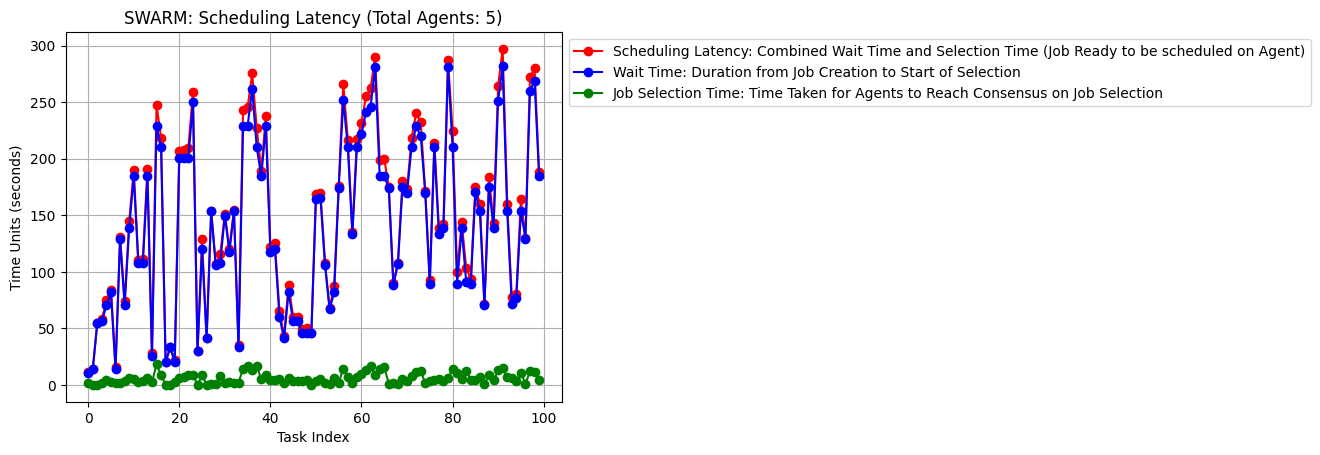 SWARM: Scheduling Latency (Total Agents: 5)
Scheduling Latency: Combined Wait Time and Selection Time (Job Ready to be scheduled on Agent)
Wait Time: Duration from Job Creation to Start of Selection
Job Selection Time: Time Taken for Agents to Reach Consensus on Job Selection
Time Units (seconds)
300
250
200
150
100
50
0
0 20 40 60 80 100
Task Index